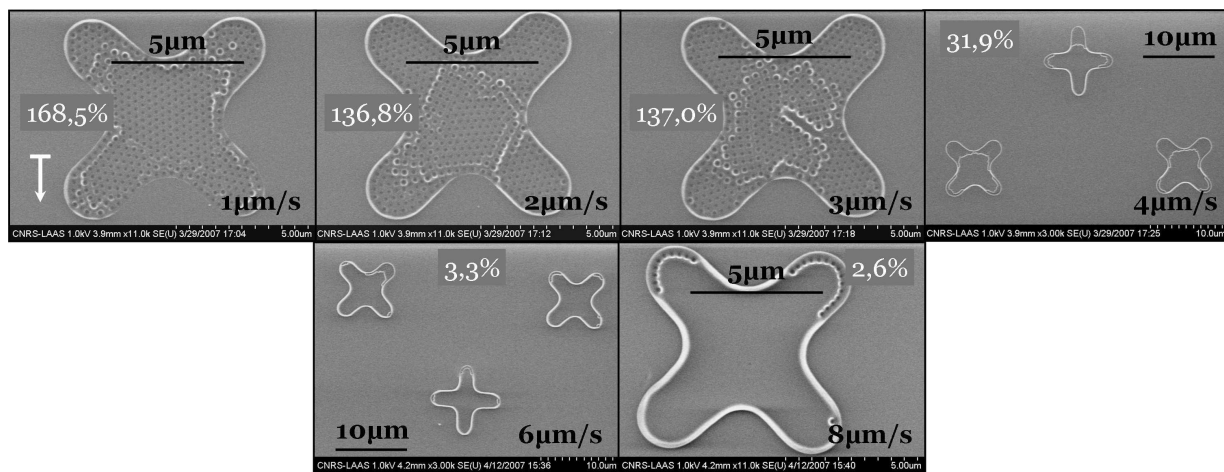 5µm
168,5%
1µm/s
CNRS-LAAS 1.0kV 3.9mm x11.0k SE(U) 3/29/2007 17:04 5.00um
5µm
136,8%
2µm/s
CNRS-LAAS 1.0kV 3.9mm x11.0k SE(U) 3/29/2007 17:12 5.00um
5µm
137,0%
3µm/s
CNRS-LAAS 1.0kV 3.9mm x11.0k SE(U) 3/29/2007 17:18 5.00um
31,9%
10µm
4µm/s
CNRS-LAAS 1.0kV 3.9mm x3.00k SE(U) 3/29/2007 17:25 10.0um
3,3%
10µm
6µm/s
CNRS-LAAS 1.0kV 4.2mm x3.00k SE(U) 4/12/2007 15:36 10.0um
2,6%
5µm
8µm/s
CNRS-LAAS 1.0kV 4.2mm x11.0k SE(U) 4/12/2007 15:40 5.00um